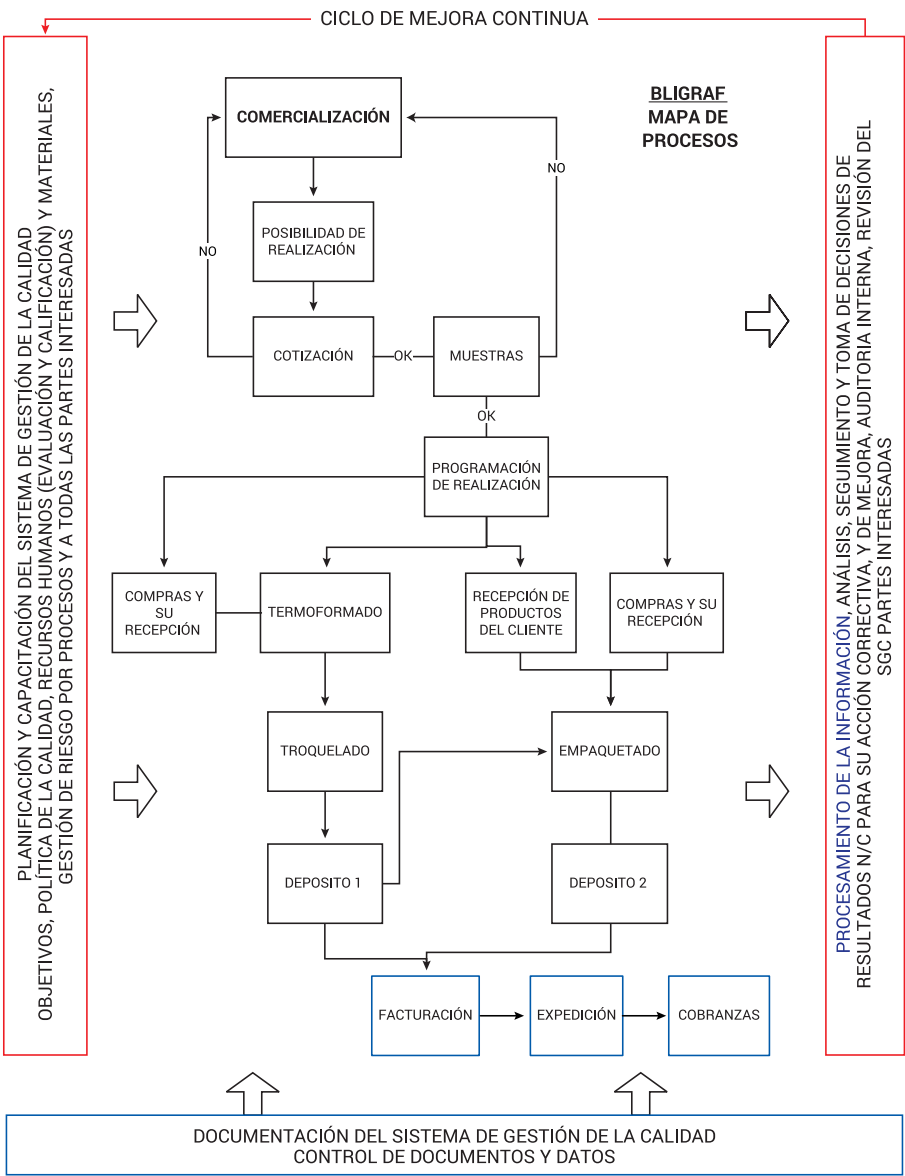 CICLO DE MEJORA CONTINUA
PLANIFICACIÓN Y CAPACITACIÓN DEL SISTEMA DE GESTIÓN DE LA CALIDAD
OBJETIVOS, POLÍTICA DE LA CALIDAD, RECURSOS HUMANOS (EVALUACIÓN Y CALIFICACIÓN) Y MATERIALES,
GESTIÓN DE RIESGO POR PROCESOS Y A TODAS LAS PARTES INTERESADAS
BLIGRAF
MAPA DE
PROCESOS
COMERCIALIZACIÓN
NO
NO
POSIBILIDAD DE
REALIZACIÓN
COTIZACIÓN
OK
MUESTRAS
OK
PROGRAMACIÓN
DE REALIZACIÓN
COMPRAS Y
SU
RECEPCIÓN
TERMOFORMADO
RECEPCIÓN DE
PRODUCTOS
DEL CLIENTE
COMPRAS Y SU
RECEPCIÓN
TROQUELADO
EMPAQUETADO
DEPOSITO 1
DEPOSITO 2
FACTURACIÓN
EXPEDICIÓN
COBRANZAS
PROCESAMIENTO DE LA INFORMACIÓN, ANÁLISIS, SEGUIMIENTO Y TOMA DE DECISIONES DE
RESULTADOS N/C PARA SU ACCIÓN CORRECTIVA, Y DE MEJORA, AUDITORIA INTERNA, REVISIÓN DEL
SGC PARTES INTERESADAS
DOCUMENTACIÓN DEL SISTEMA DE GESTIÓN DE LA CALIDAD
CONTROL DE DOCUMENTOS Y DATOS